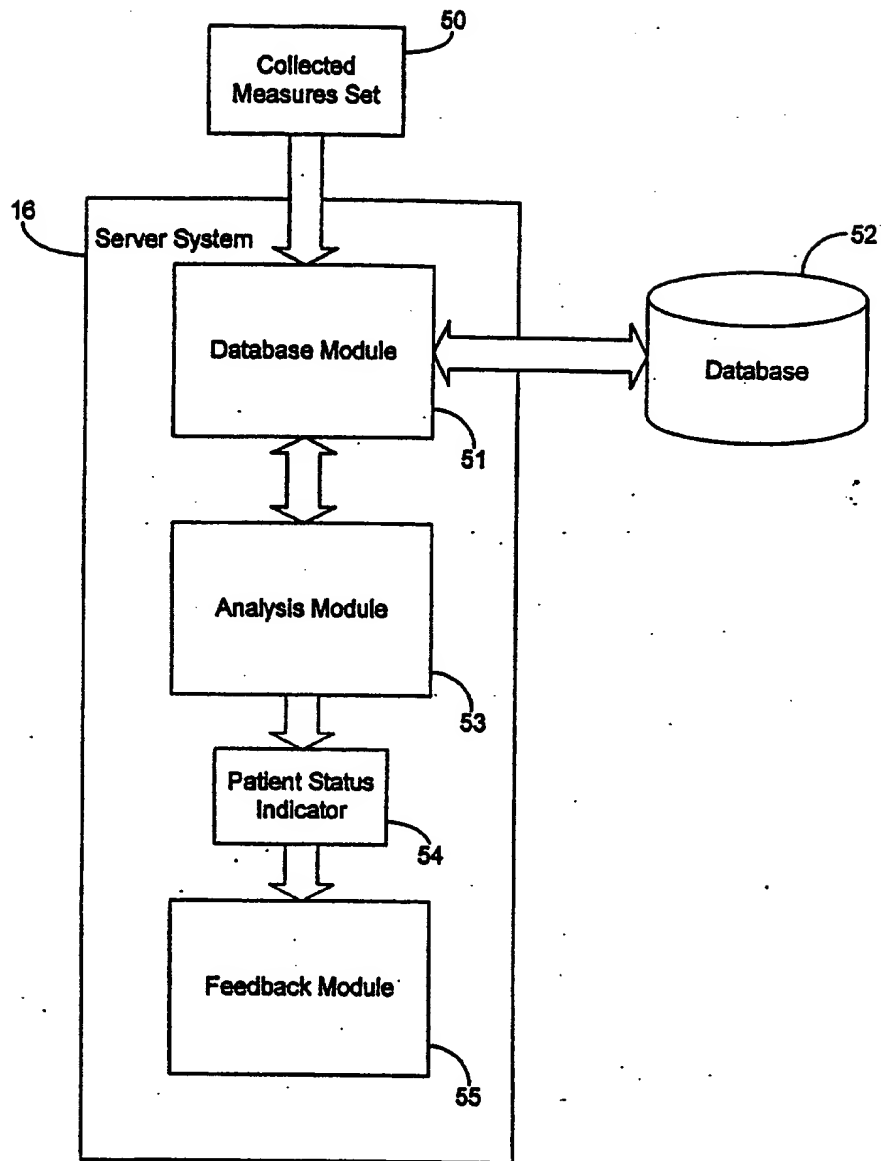 50
Collected
Measures Set
16
Server System
52
Database Module
Database
51
Analysis Module
53
Patient Status
Indicator
54
Feedback Module
55